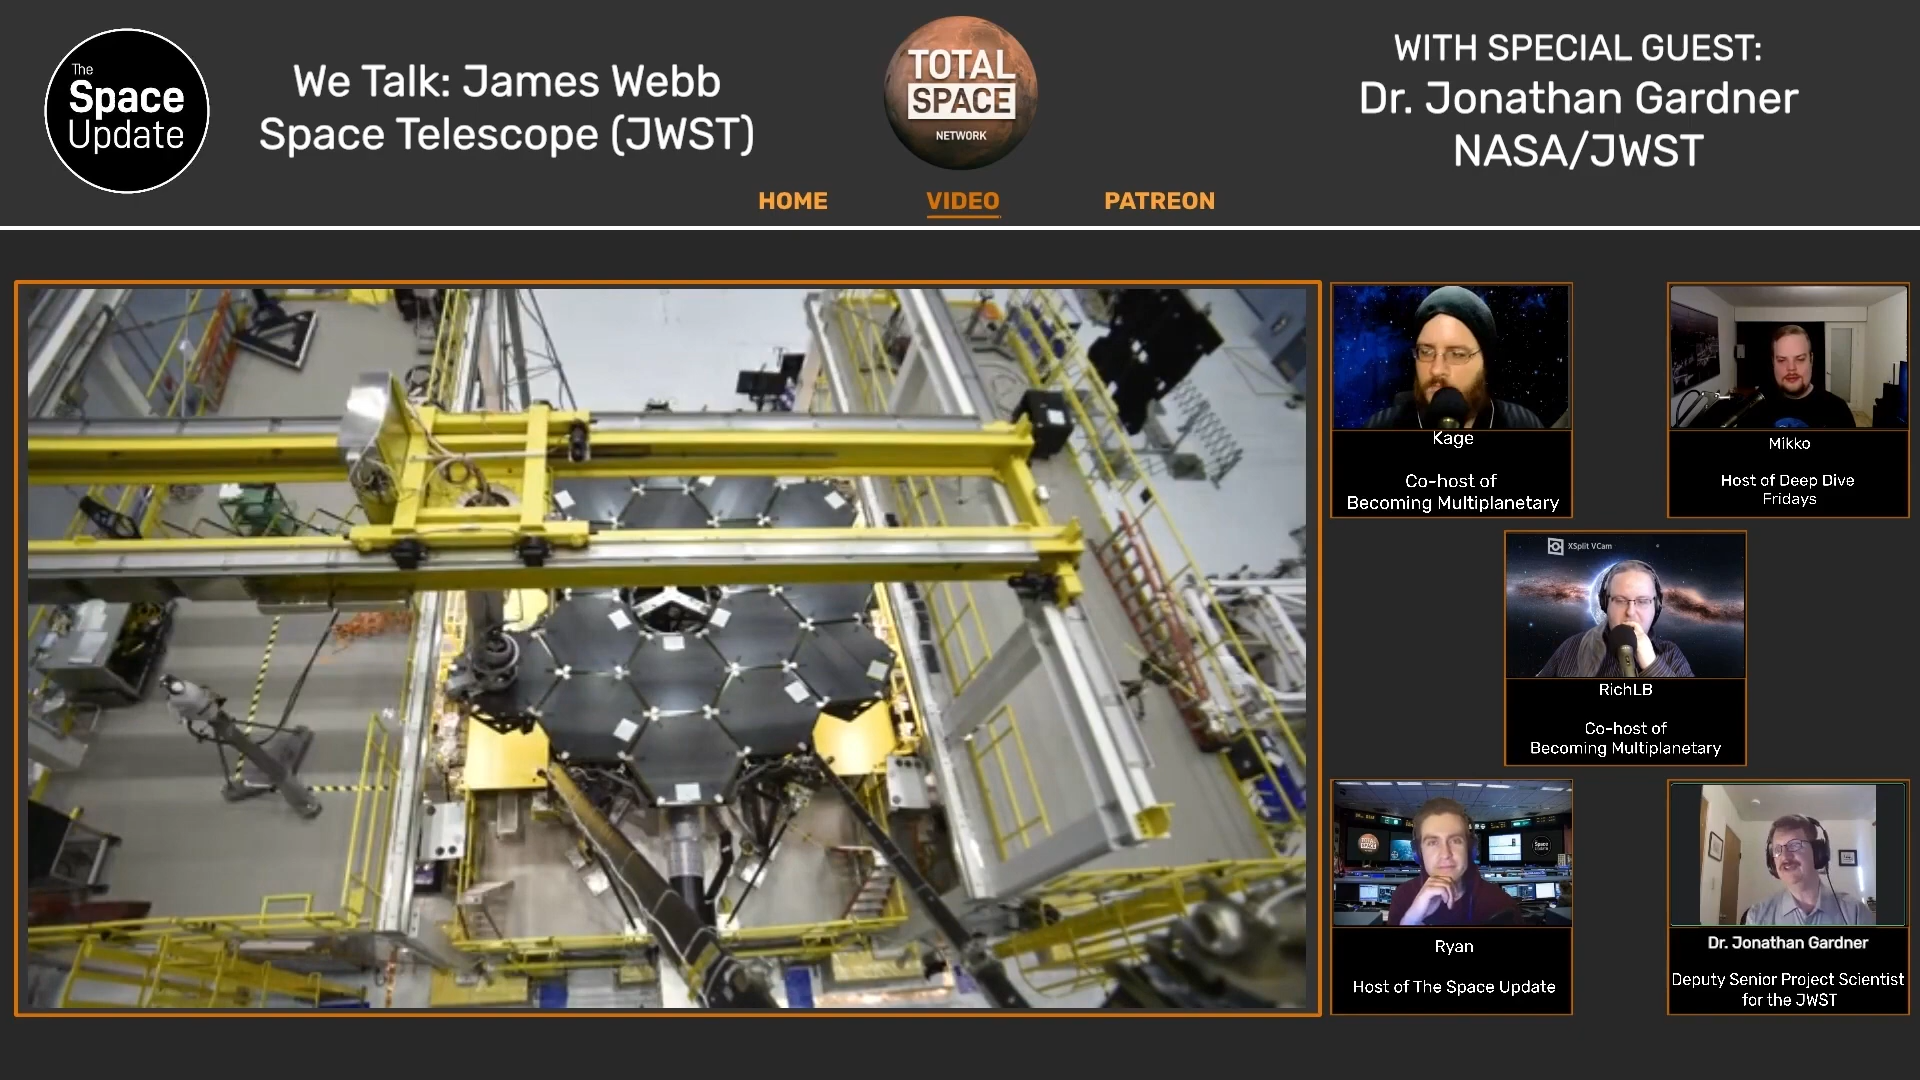 The
Space
Update
We Talk: James Webb
Space Telescope (JWST)
TOTAL
SPACE
NETWORK
WITH SPECIAL GUEST:
Dr. Jonathan Gardner
NASA/JWST
HOME
VIDEO
PATREON
Kage
Co-host of
Becoming Multiplanetary
Mikko
Host of Deep Dive
Fridays
XSplit VCam
RichLB
Co-host of
Becoming Multiplanetary
Ryan
Host of The Space Update
Dr. Jonathan Gardner
Deputy Senior Project Scientist
for the JWST